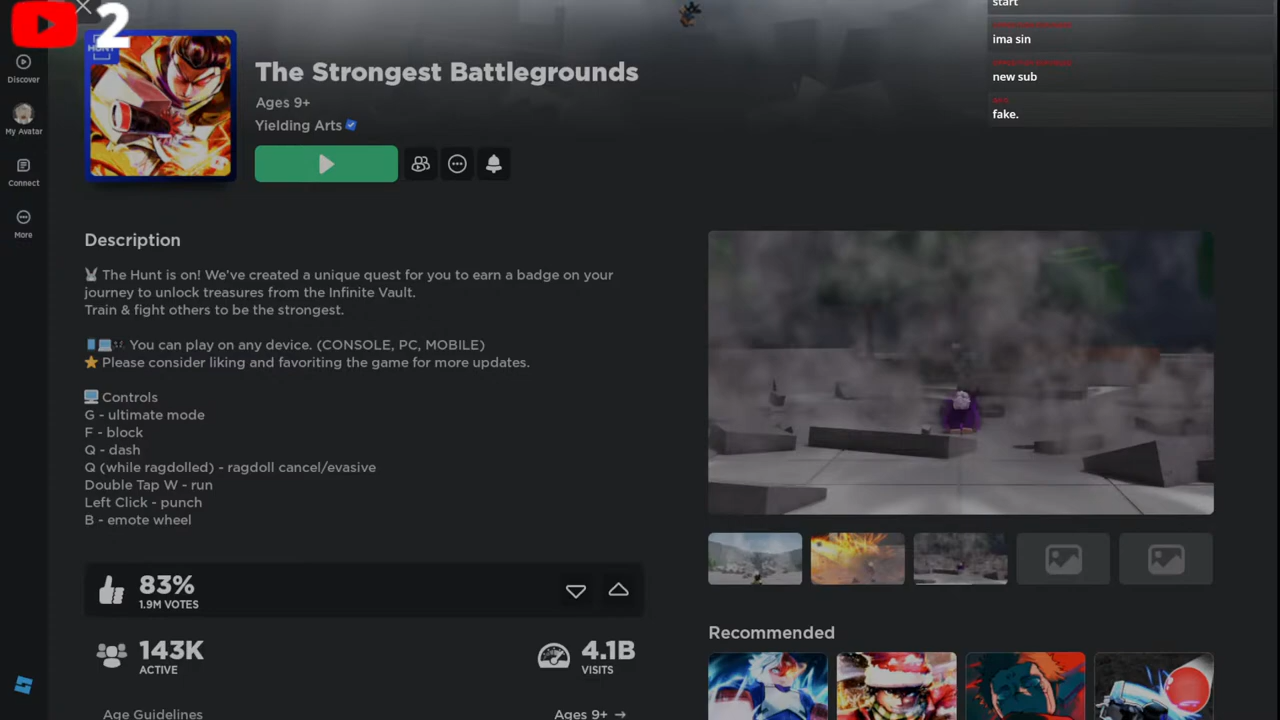 2
start
ima sin
new sub
fake.
Discover
My Avatar
Connect
More
HUNT
The Strongest Battlegrounds
Ages 9+
Yielding Arts
Description
The Hunt is on! We've created a unique quest for you to earn a badge on your
journey to unlock treasures from the Infinite Vault.
Train & fight others to be the strongest.
You can play on any device. (CONSOLE, PC, MOBILE)
Please consider liking and favoriting the game for more updates.
Controls
G - ultimate mode
F - block
Q - dash
Q (while ragdolled) - ragdoll cancel/evasive
Double Tap W - run
Left Click - punch
B - emote wheel
83%
1.9M VOTES
143K
ACTIVE
4.1B
VISITS
Age Guidelines
Ages 9+ →
Recommended